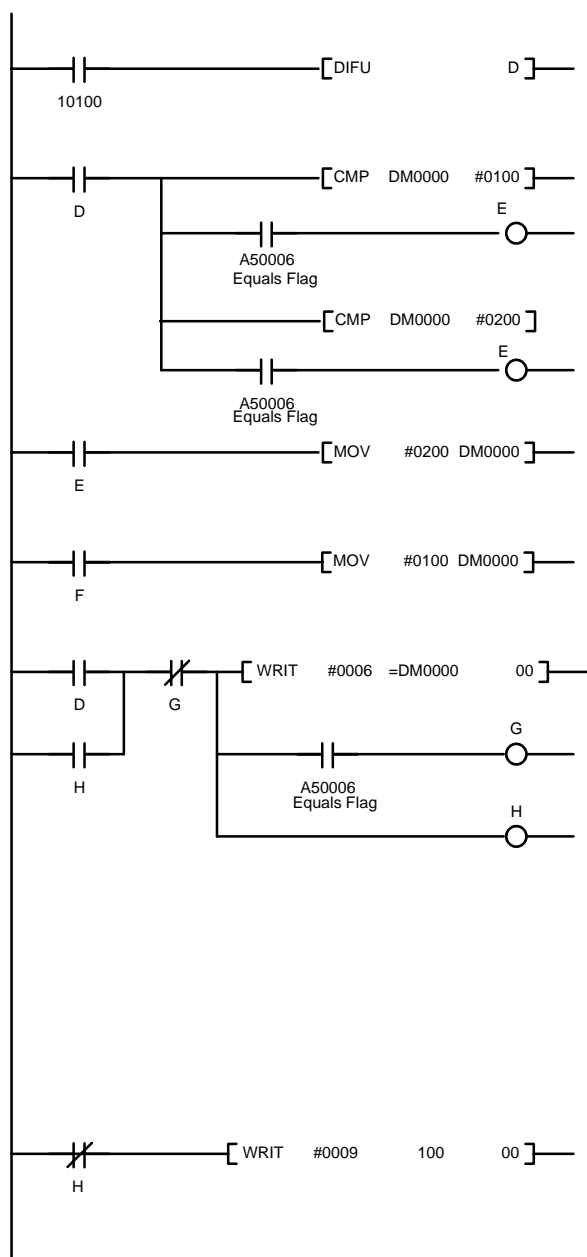 DIFU D
10100
CMP DM0000 #0100
D
E
A50006
Equals Flag
CMP DM0000 #0200
E
A50006
Equals Flag
MOV #0200 DM0000
E
MOV #0100 DM0000
F
WRIT #0006 =DM0000 00
D G
G
H A50006
Equals Flag
H
WRIT #0009 100 00
H